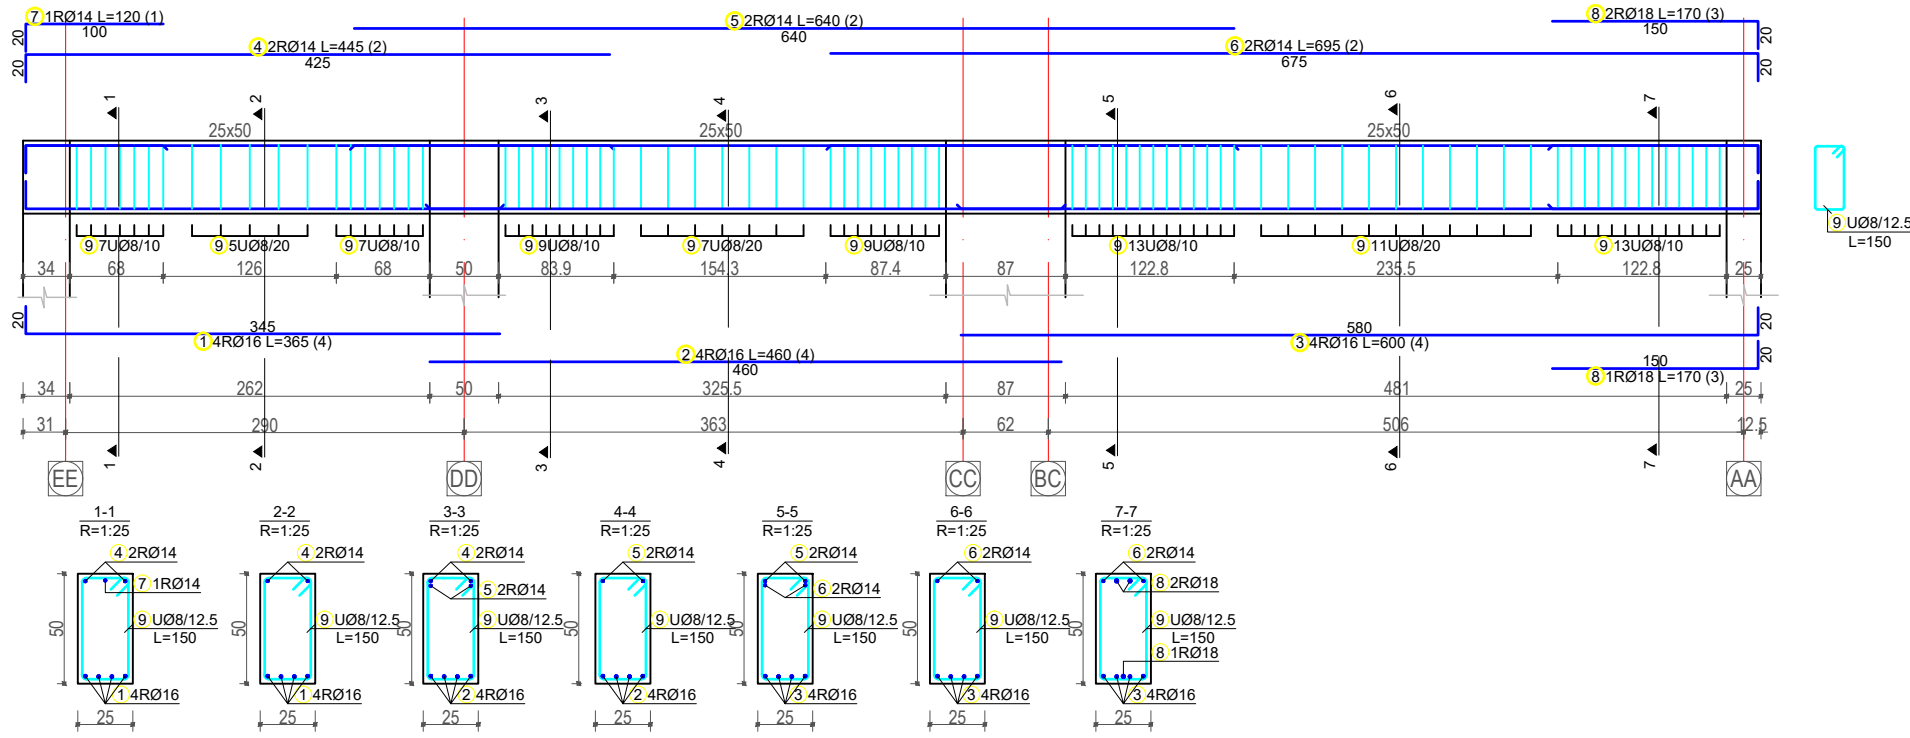 7 1RØ14 L=120 (1)
100
20
5 2RØ14 L=640 (2)
640
8 2RØ18 L=170 (3)
150
20
4 2RØ14 L=445 (2)
425
20
6 2RØ14 L=695 (2)
675
20
1
2
3
4
5
6
7
25x50
25x50
25x50
9 7UØ8/10
9 5UØ8/20
9 7UØ8/10
9 9UØ8/10
9 7UØ8/20
9 9UØ8/10
9 13UØ8/10
9 11UØ8/20
9 13UØ8/10
9 UØ8/12.5
L=150
34
68
126
68
50
83.9
154.3
87.4
87
122.8
235.5
122.8
25
20
345
1 4RØ16 L=365 (4)
580
20
3 4RØ16 L=600 (4)
2 4RØ16 L=460 (4)
460
150
20
8 1RØ18 L=170 (3)
34
262
50
325.5
87
481
25
31
290
363
62
506
12.5
1
2
3
4
5
6
7
EE
DD
CC
BC
AA
1-1
R=1:25
2-2
R=1:25
3-3
R=1:25
4-4
R=1:25
5-5
R=1:25
6-6
R=1:25
7-7
R=1:25
4 2RØ14
7 1RØ14
9 UØ8/12.5
L=150
1 4RØ16
50
25
4 2RØ14
9 UØ8/12.5
L=150
1 4RØ16
50
25
4 2RØ14
5 2RØ14
9 UØ8/12.5
L=150
2 4RØ16
50
25
5 2RØ14
9 UØ8/12.5
L=150
2 4RØ16
50
25
5 2RØ14
6 2RØ14
9 UØ8/12.5
L=150
3 4RØ16
50
25
6 2RØ14
9 UØ8/12.5
L=150
3 4RØ16
50
25
6 2RØ14
8 2RØ18
9 UØ8/12.5
L=150
8 1RØ18
3 4RØ16
50
25